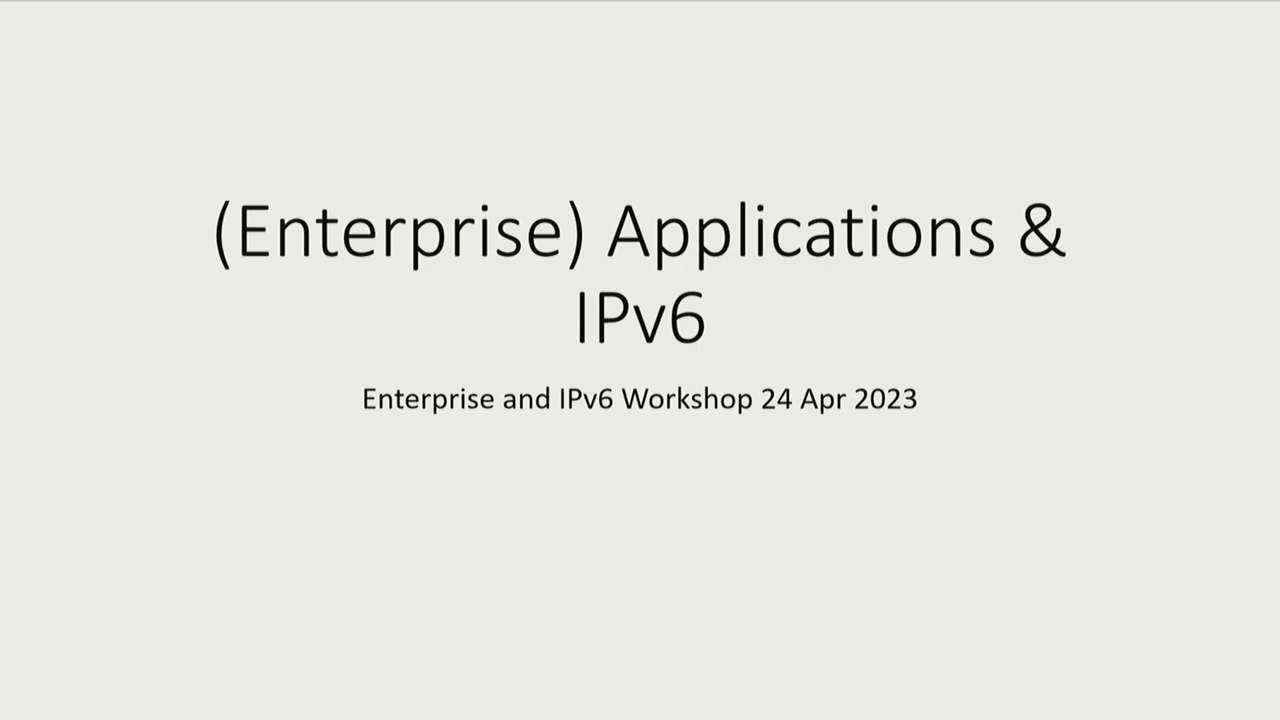 (Enterprise) Applications &
IPv6
Enterprise and IPv6 Workshop 24 Apr 2023